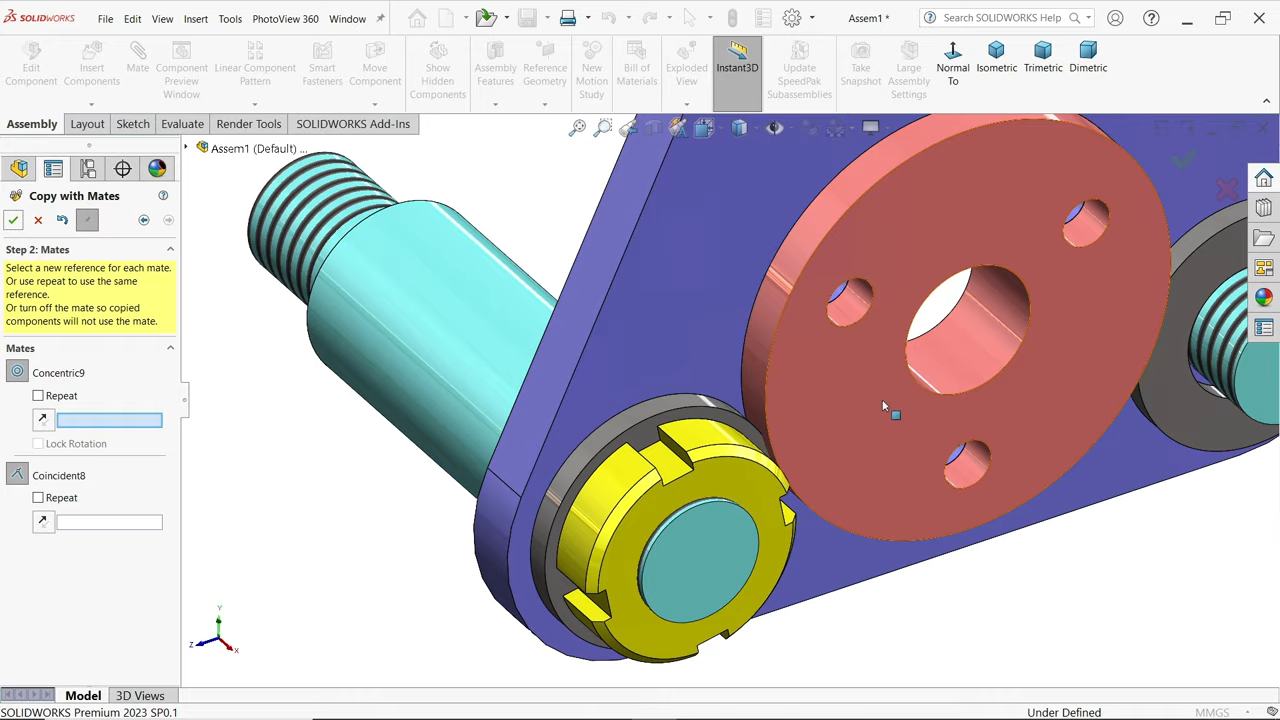 SOLIDWORKS File Edit View Insert Tools PhotoView 360 Window Assem1 * Search SOLIDWORKS Help
Edit Component
Insert Components
Mate
Component Preview Window
Linear Component Pattern
Smart Fasteners
Move Component
Show Hidden Components
Assembly Features
Reference Geometry
New Motion Study
Bill of Materials
Exploded View
Instant3D
Update SpeedPak Subassemblies
Take Snapshot
Large Assembly Settings
Normal To
Isometric
Trimetric
Dimetric
Assembly Layout Sketch Evaluate Render Tools SOLIDWORKS Add-Ins
Assem1 (Default) ...
Copy with Mates
Step 2: Mates
Select a new reference for each mate.
Or use repeat to use the same
reference.
Or turn off the mate so copied
components will not use the mate.
Mates
Concentric9
Repeat
Lock Rotation
Coincident8
Repeat
Y
Z
X
Model 3D Views
SOLIDWORKS Premium 2023 SP0.1 Under Defined MMGS